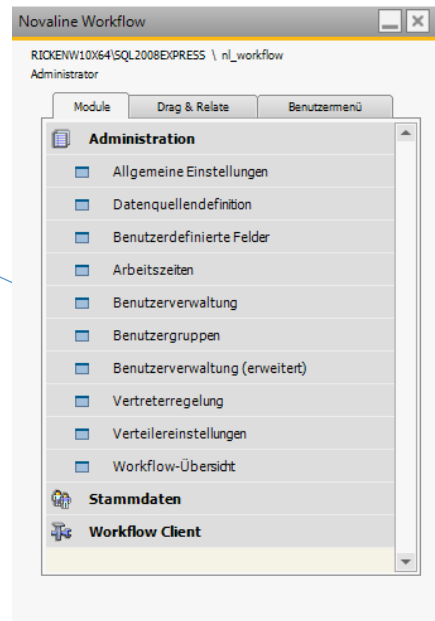 Novaline Workflow
RICKENW10X64\SQL2008EXPRESS \ nl_workflow
Administrator
Module Drag & Relate Benutzermenü
Administration
Allgemeine Einstellungen
Datenquellendefinition
Benutzerdefinierte Felder
Arbeitszeiten
Benutzerverwaltung
Benutzergruppen
Benutzerverwaltung (erweitert)
Vertreterregelung
Verteilereinstellungen
Workflow-Übersicht
Stammdaten
Workflow Client